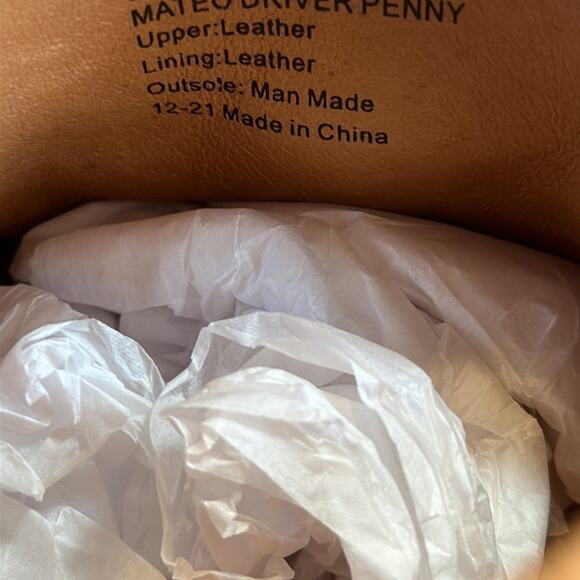 MATEO DRIVER PENNY
Upper:Leather
Lining:Leather
Outsole: Man Made
12-21 Made in China